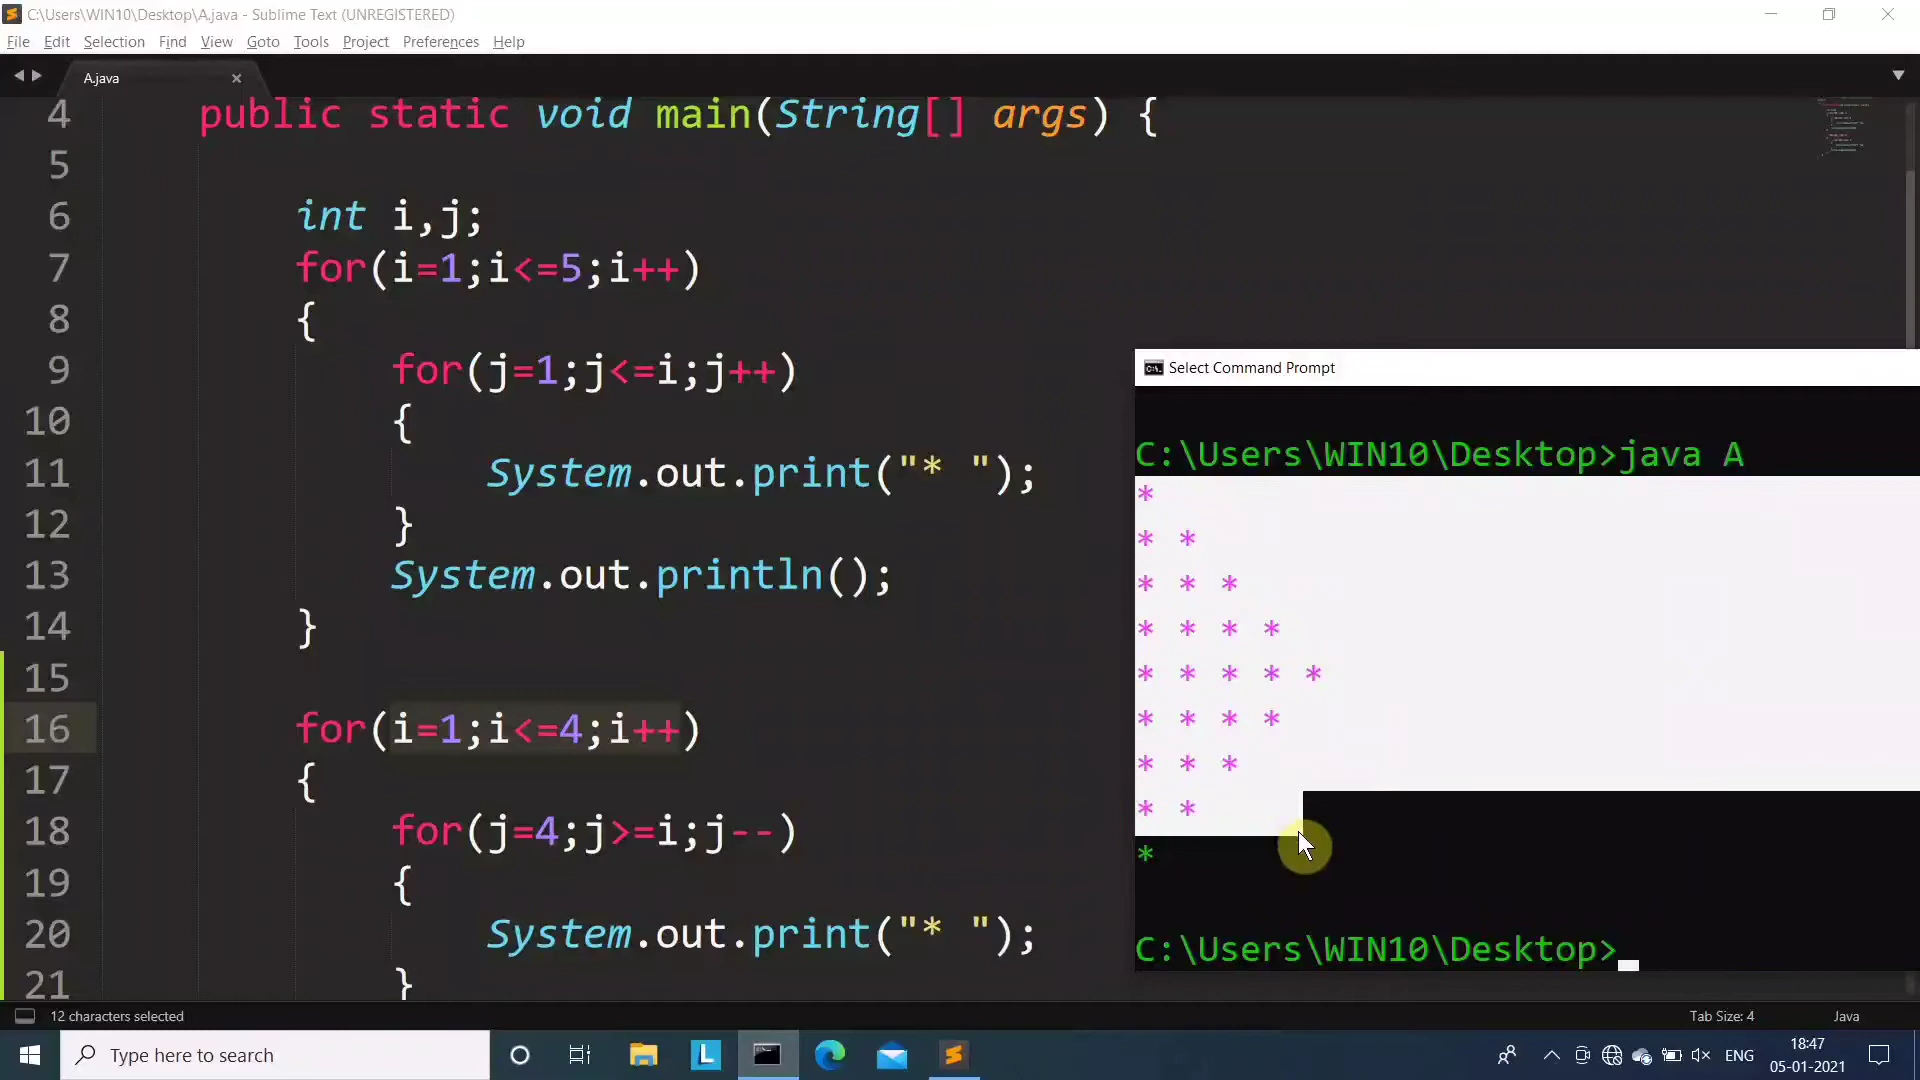 C:\Users\WIN10\Desktop\A.java - Sublime Text (UNREGISTERED)
File Edit Selection Find View Goto Tools Project Preferences Help
A.java
4 public static void main(String[] args) {
5
6 int i,j;
7 for(i=1;i<=5;i++)
8 {
9 for(j=1;j<=i;j++)
10 {
11 System.out.print("* ");
12 }
13 System.out.println();
14 }
15
16 for(i=1;i<=4;i++)
17 {
18 for(j=4;j>=i;j--)
19 {
20 System.out.print("* ");
21 }
Select Command Prompt
C:\Users\WIN10\Desktop>java A
*
* *
* * *
* * * *
* * * * *
* * * *
* * *
* *
*
C:\Users\WIN10\Desktop>
12 characters selected
Tab Size: 4
Java
Type here to search
ENG
18:47
05-01-2021